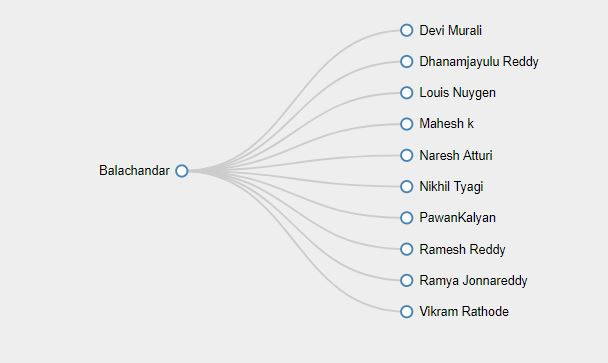 Devi Murali
Dhanamjayulu Reddy
Louis Nuygen
Mahesh k
Balachandar
Naresh Atturi
Nikhil Tyagi
PawanKalyan
Ramesh Reddy
Ramya Jonnareddy
Vikram Rathode